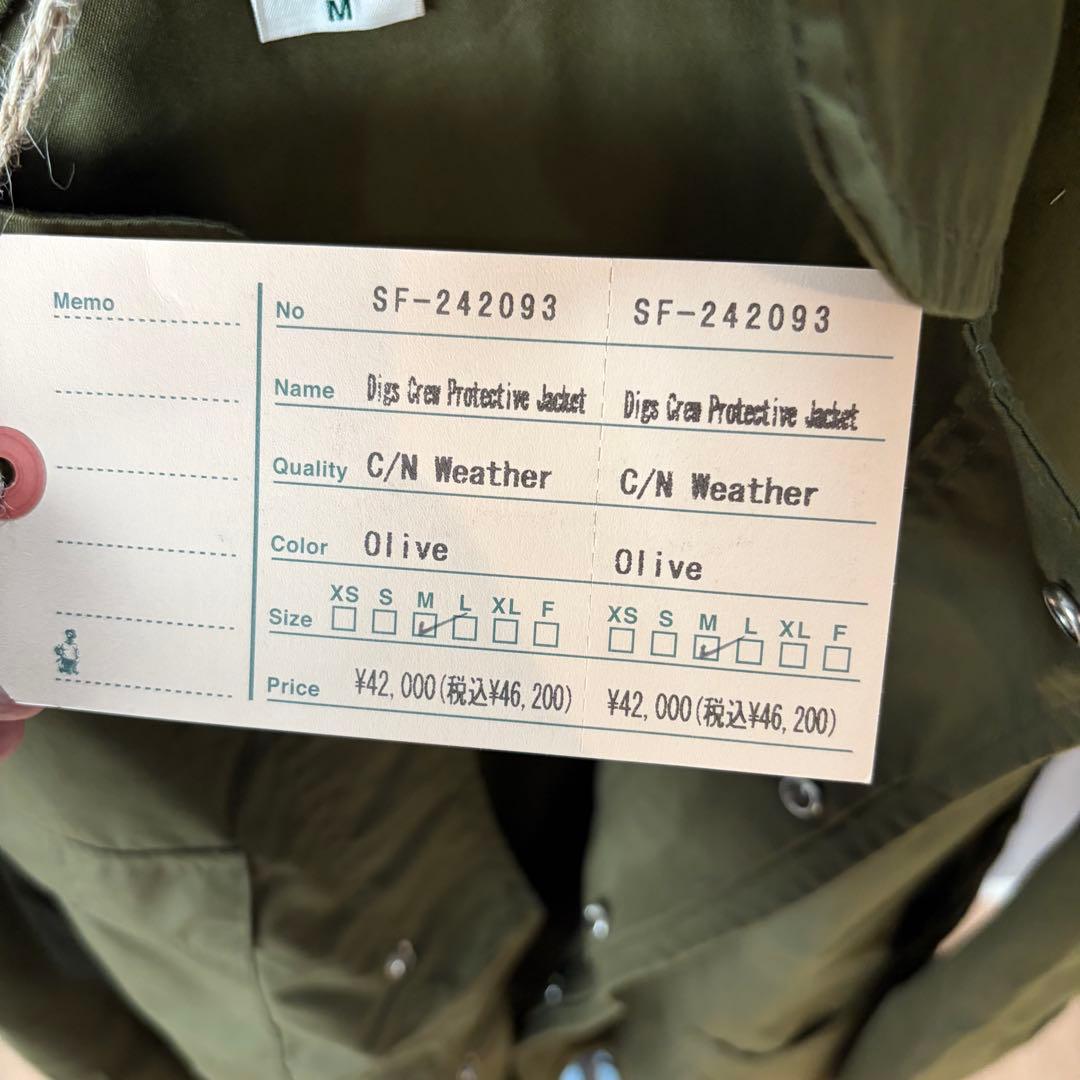 M
Memo
No SF-242093 SF-242093
Name Digs Crew Protective Jacket Digs Crew Protective Jacket
Quality C/N Weather C/N Weather
Color Olive Olive
XS S M L XL F XS S M L XL F
Size
Price ¥42,000(税込¥46,200) ¥42,000(税込¥46,200)